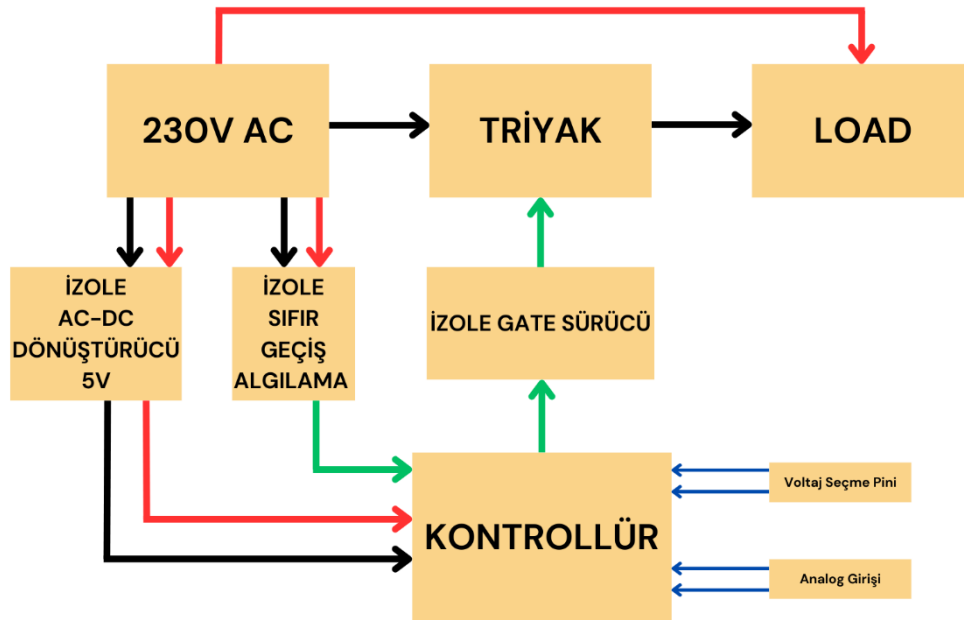 230V AC
TRİYAK
LOAD
İZOLE
AC-DC
DÖNÜŞTÜRÜCÜ
5V
İZOLE
SIFIR
GEÇİŞ
ALGILAMA
İZOLE GATE SÜRÜCÜ
KONTROLLÜR
Voltaj Seçme Pini
Analog Girişi